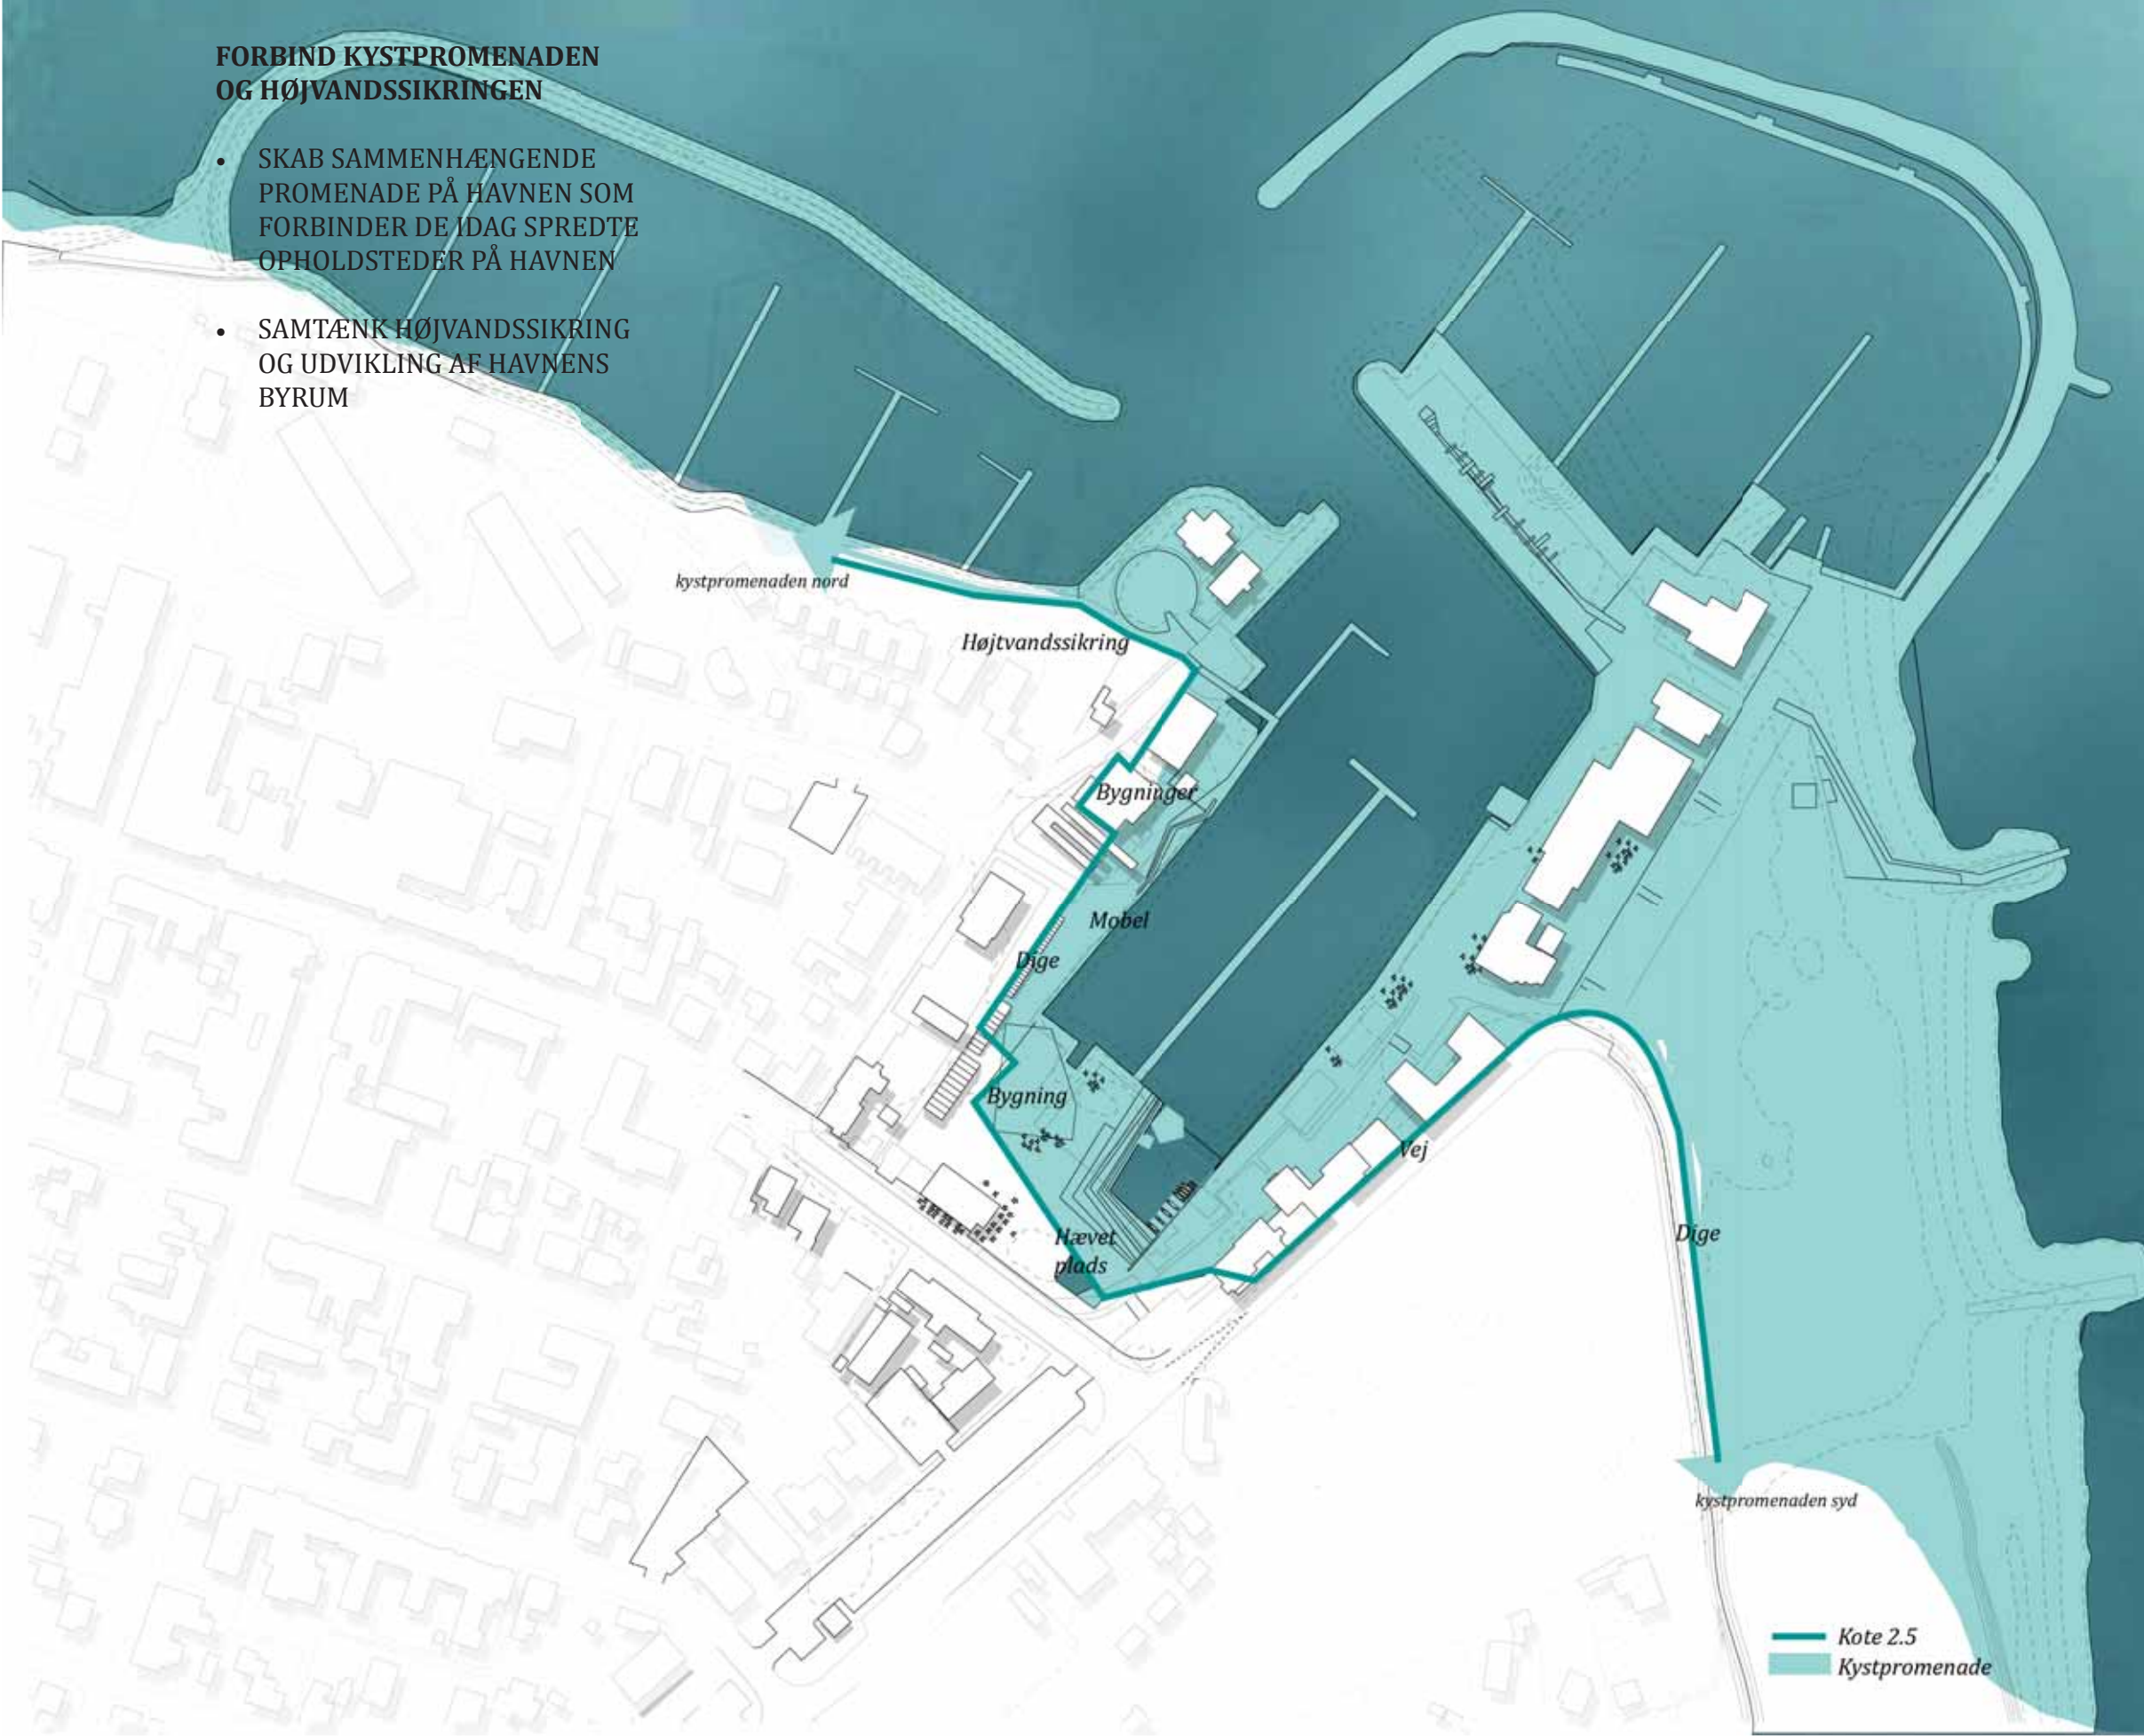 FORBIND KYSTPROMENADEN
OG HØJVANDSSIKRINGEN
• SKAB SAMMENHÆNGENDE
PROMENADE PÅ HAVNEN SOM
FORBINDER DE IDAG SPREDTE
OPHOLDSTEDER PÅ HAVNEN
• SAMTÆNK HØJVANDSSIKRING
OG UDVIKLING AF HAVNENS
BYRUM
kystpromenaden nord
Højtvandssikring
Bygninger
Mobel
Dige
Bygning
Vej
Hævet
plads
Dige
kystpromenaden syd
Kote 2.5
Kystpromenade